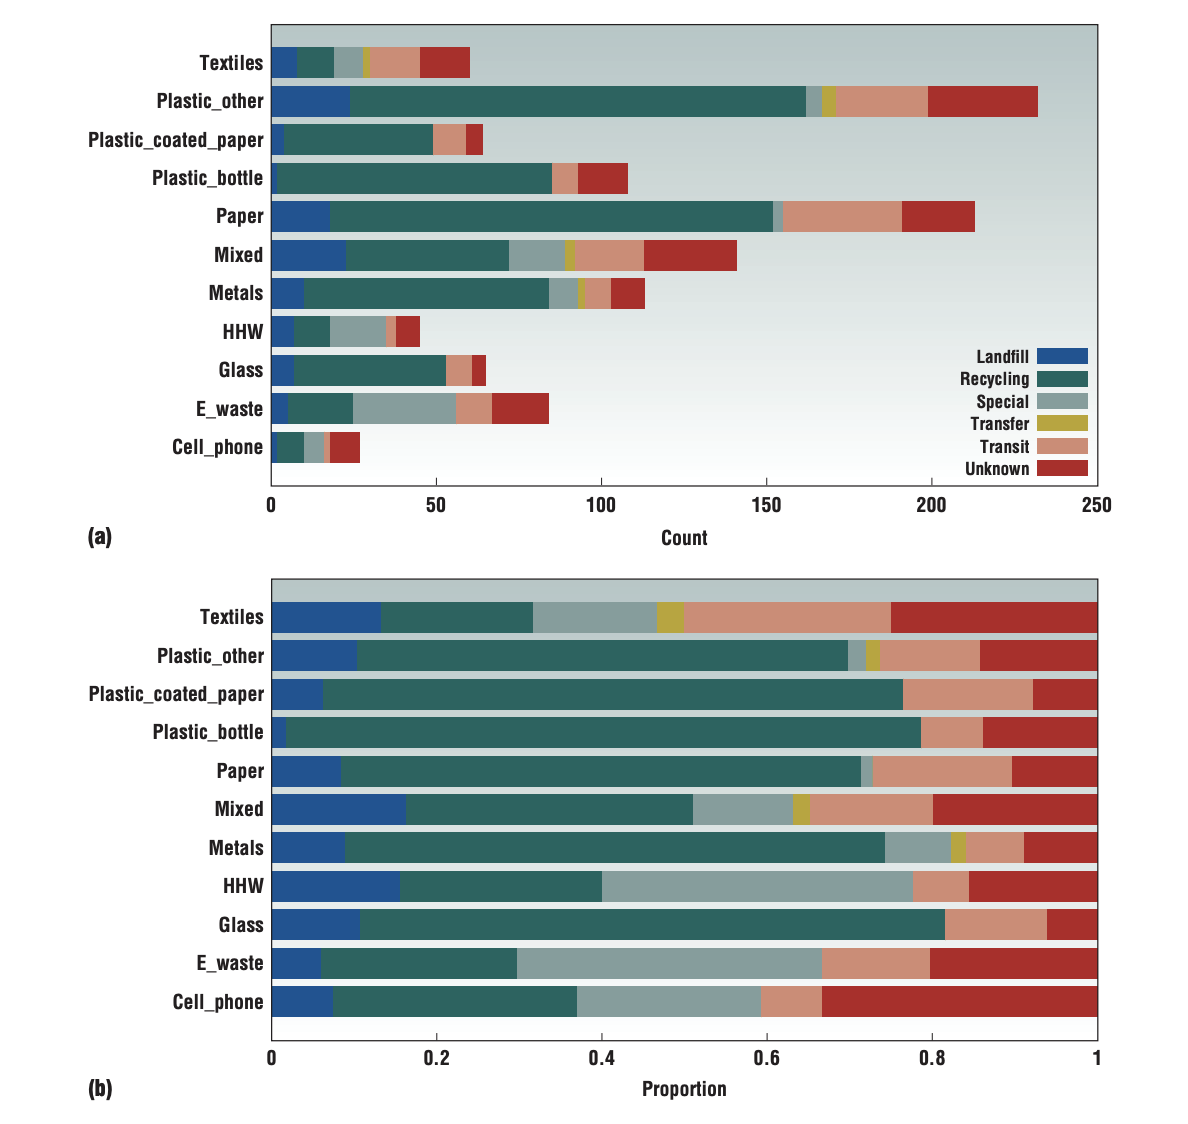 Textiles
Plastic_other
Plastic_coated_paper
Plastic_bottle
Paper
Mixed
Metals
HHW
Glass
E_waste
Cell_phone
Landfill
Recycling
Special
Transfer
Transit
Unknown
0 50 100 150 200 250
Count
(a)
Textiles
Plastic_other
Plastic_coated_paper
Plastic_bottle
Paper
Mixed
Metals
HHW
Glass
E_waste
Cell_phone
0 0.2 0.4 0.6 0.8 1
Proportion
(b)